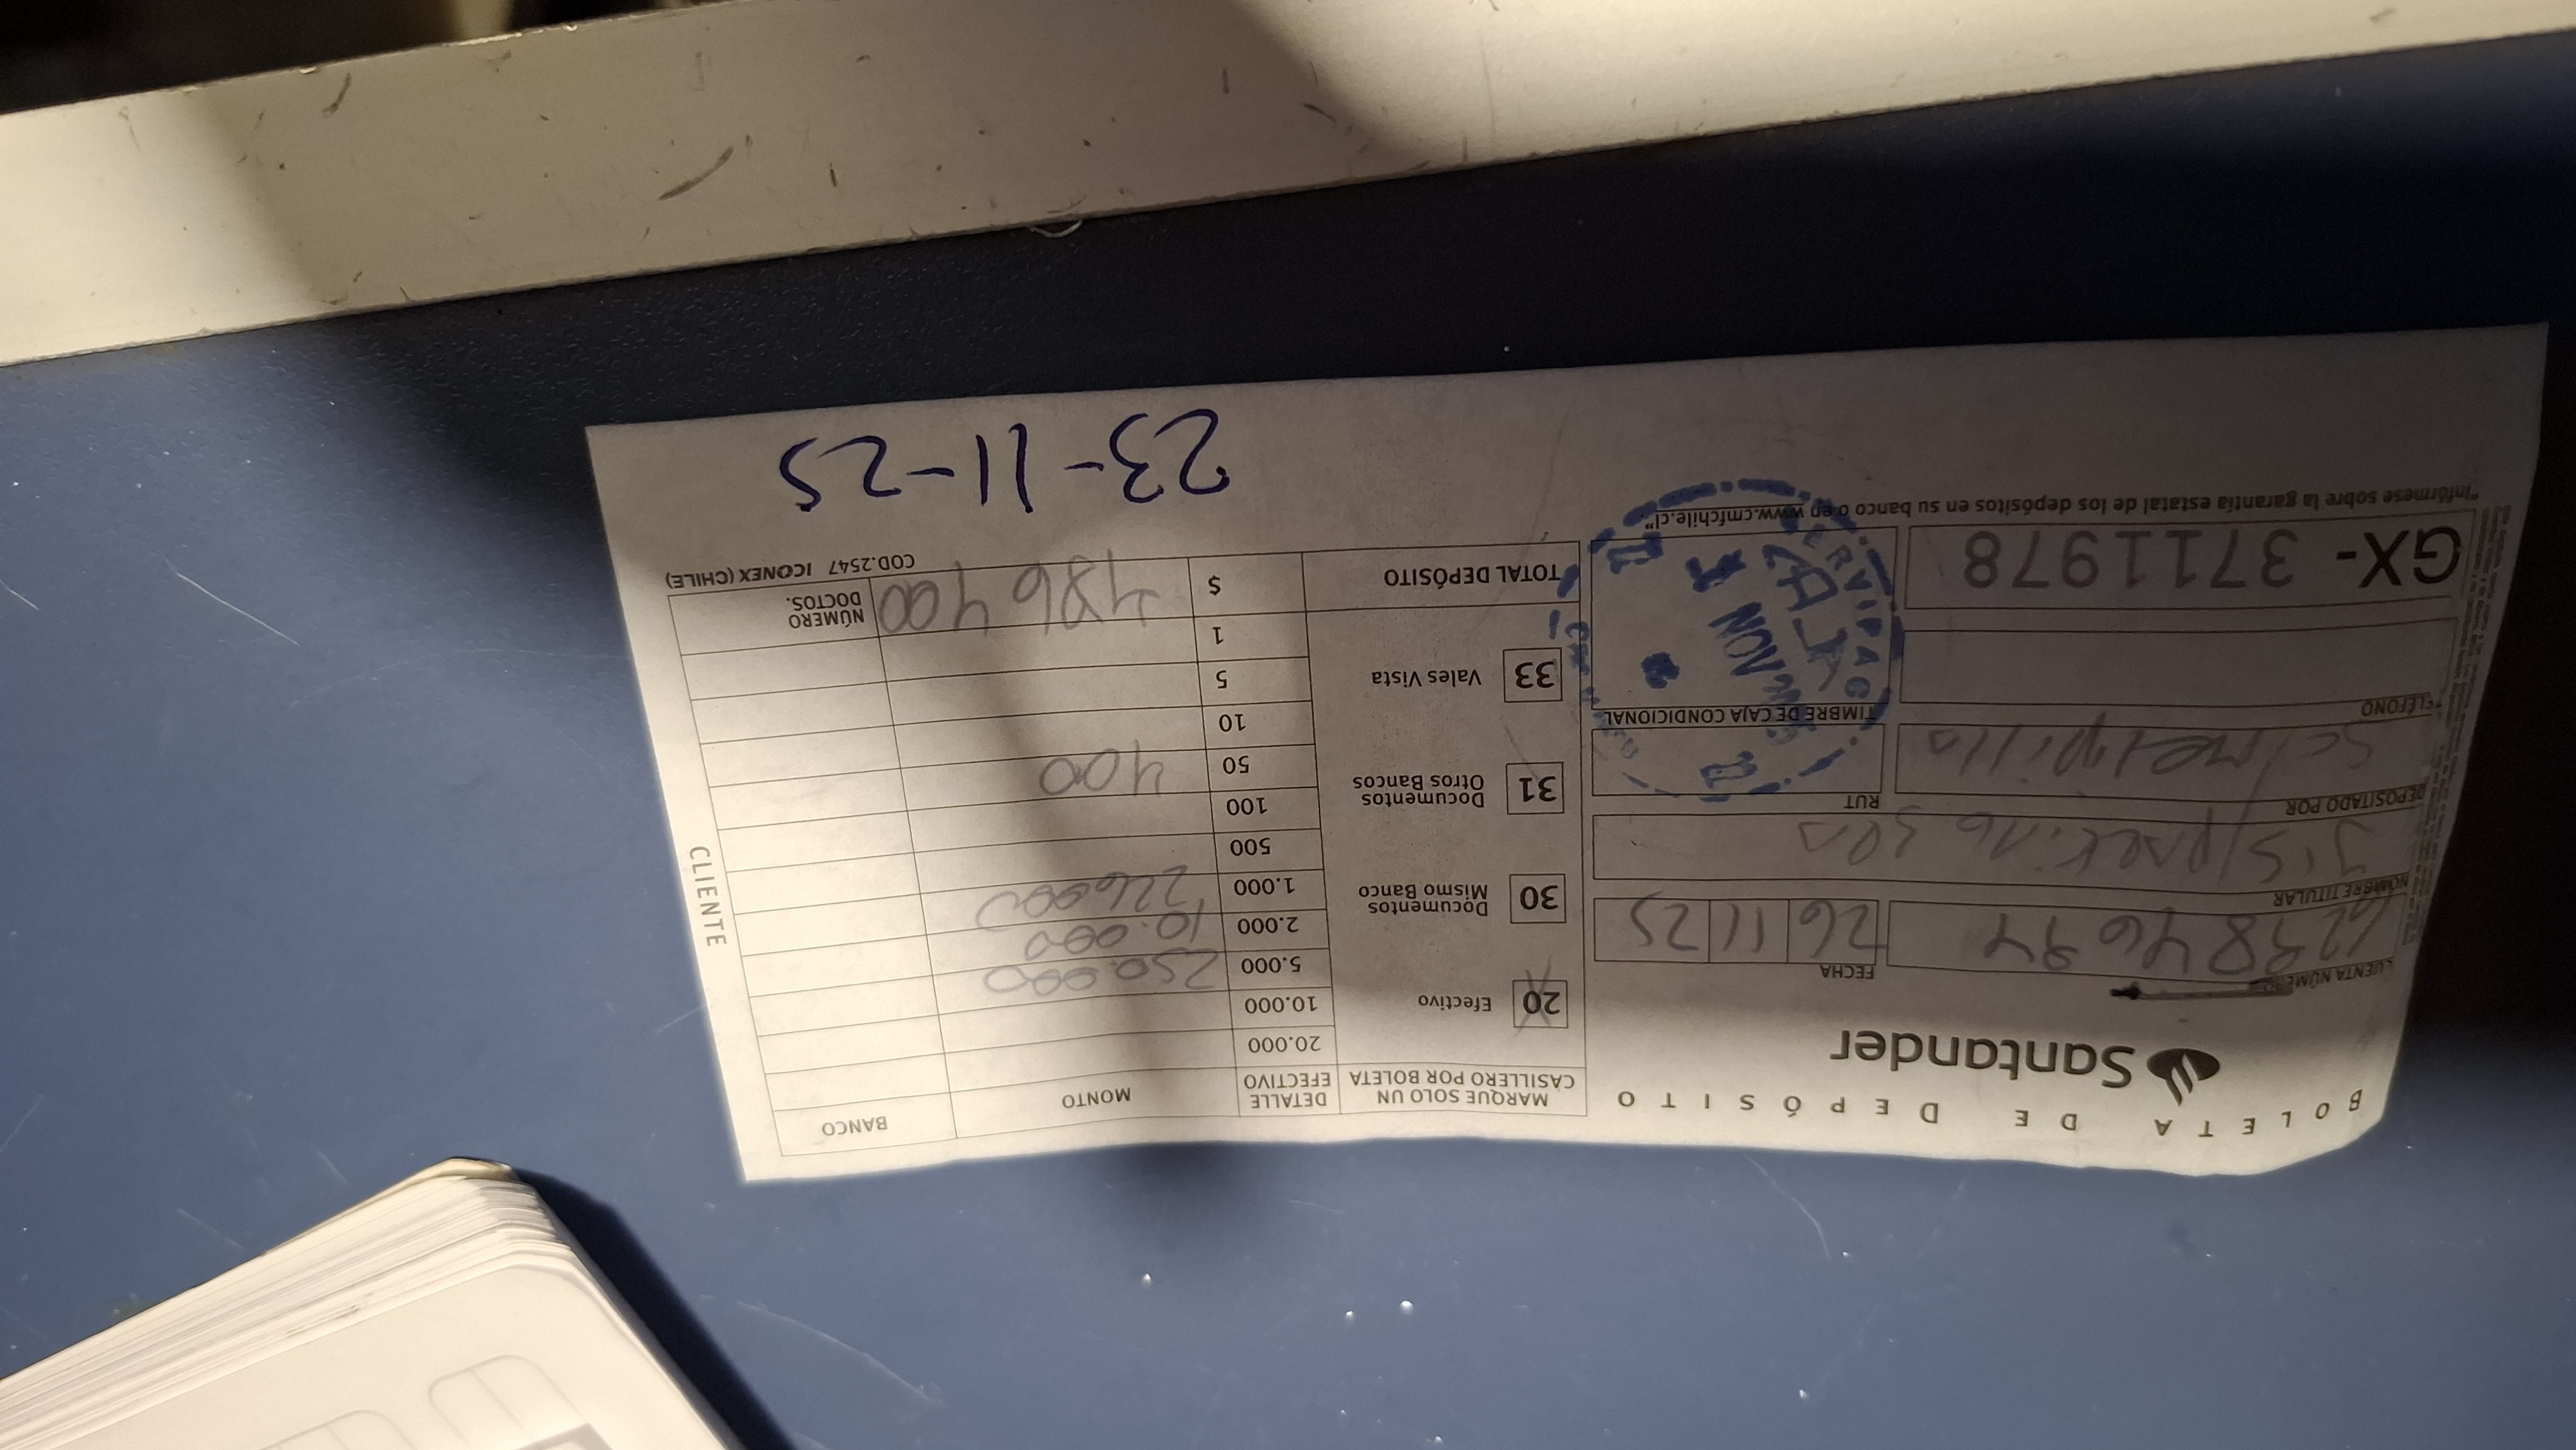 BOLETA DE DEPÓSITO
Santander
CUENTA NÚMERO
FECHA
26 11 25
NOMBRE TITULAR
DEPOSITADO POR
RUT
TELÉFONO
TIMBRE DE CAJA CONDICIONAL
SERVIPAG
NOV
GX- 3711978
"Infórmese sobre la garantía estatal de los depósitos en su banco o en www.cmfchile.cl"
MARQUE SOLO UN CASILLERO POR BOLETA
DETALLE EFECTIVO
MONTO
BANCO
20 Efectivo
30 Documentos Mismo Banco
31 Documentos Otros Bancos
33 Vales Vista
20.000
10.000
5.000 250.000
2.000 10.000
1.000 226000
500
100
50 400
10
5
1
TOTAL DEPÓSITO $ 486 400
NÚMERO DOCTOS.
COD.2547 ICONEX (CHILE)
CLIENTE
23-11-25